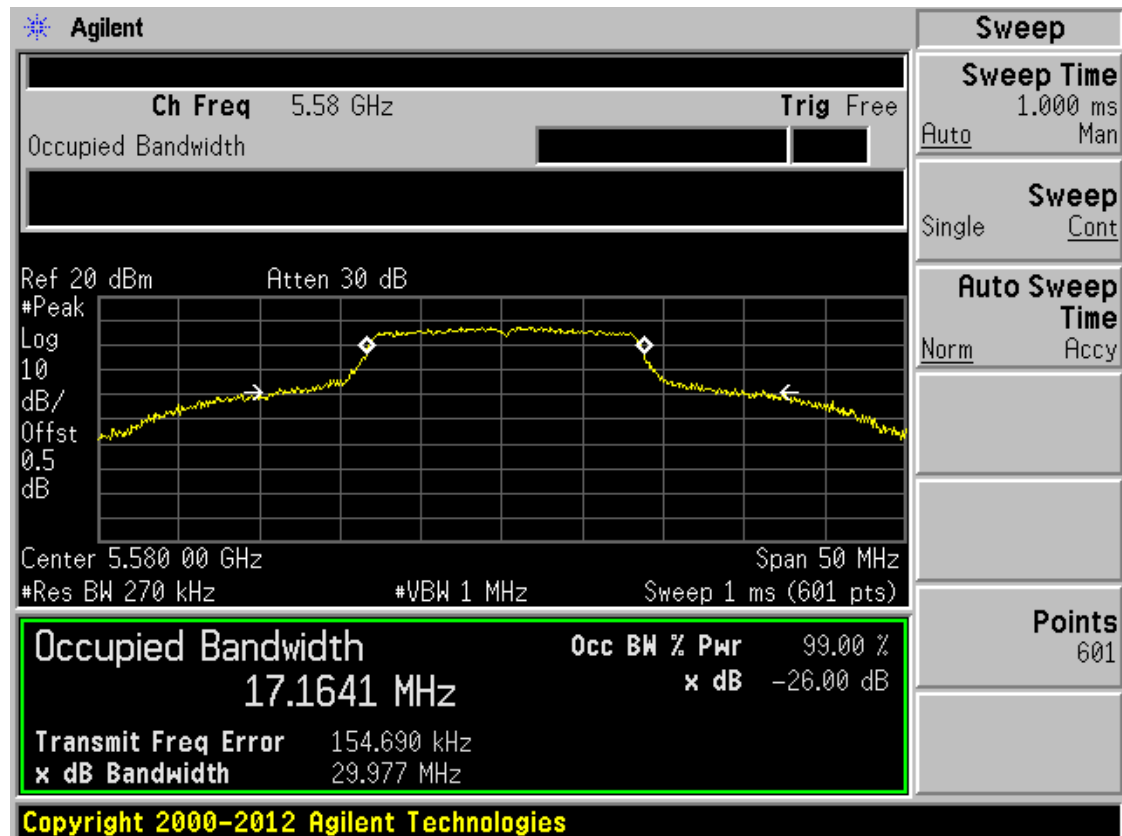 Agilent
Ch Freq 5.58 GHz Trig Free
Occupied Bandwidth
Ref 20 dBm Atten 30 dB
#Peak
Log
10
dB/
Offst
0.5
dB
Center 5.580 00 GHz Span 50 MHz
#Res BW 270 kHz #VBW 1 MHz Sweep 1 ms (601 pts)
Occupied Bandwidth
17.1641 MHz
Occ BW % Pwr 99.00 %
x dB -26.00 dB
Transmit Freq Error 154.690 kHz
x dB Bandwidth 29.977 MHz
Copyright 2000-2012 Agilent Technologies
Sweep
Sweep Time
1.000 ms
Auto Man
Sweep
Single Cont
Auto Sweep
Time
Norm Accy
Points
601